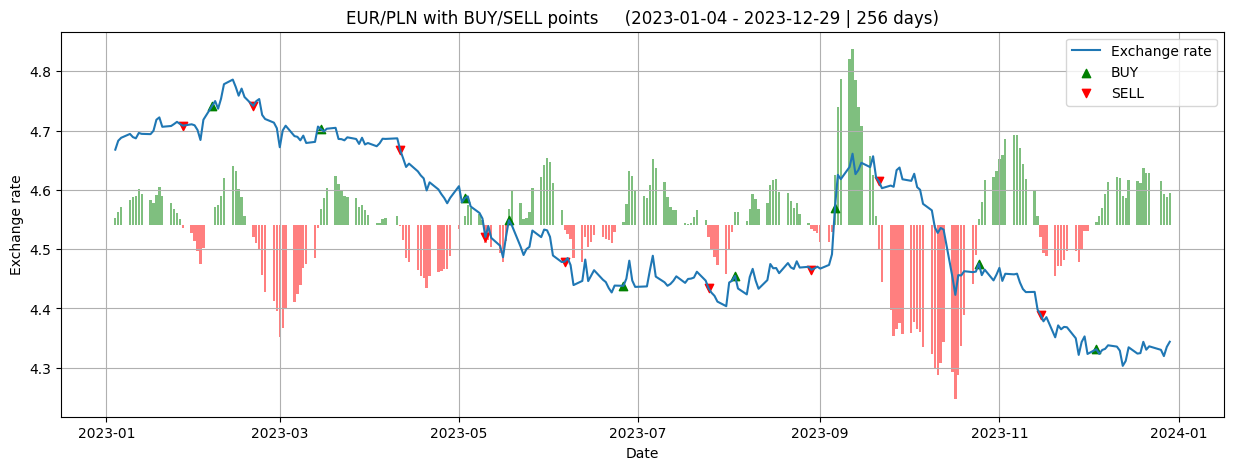 EUR/PLN with BUY/SELL points     (2023-01-04 - 2023-12-29 | 256 days)
Exchange rate
BUY
SELL
4.8
4.7
4.6
4.5
4.4
4.3
Exchange rate
2023-01
2023-03
2023-05
2023-07
2023-09
2023-11
2024-01
Date